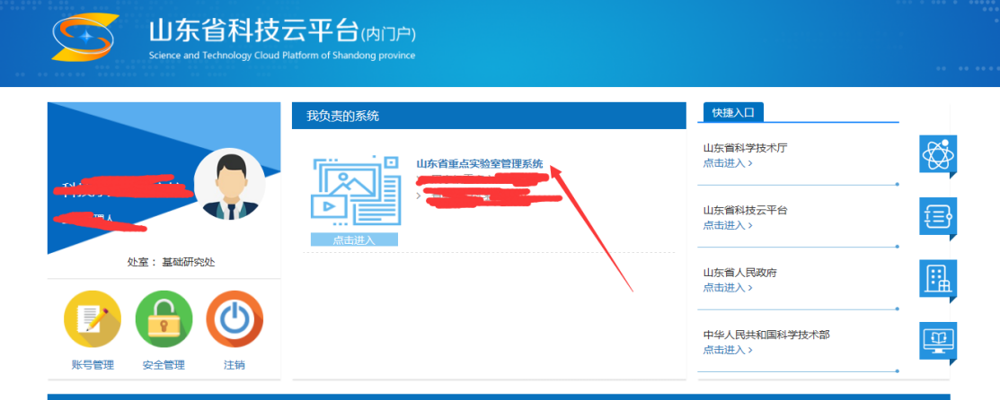 山东省科技云平台(内门户)
Science and Technology Cloud Platform of Shandong province
处室： 基础研究处
账号管理
安全管理
注销
我负责的系统
山东省重点实验室管理系统
点击进入
快捷入口
山东省科学技术厅
点击进入 ›
山东省科技云平台
点击进入 ›
山东省人民政府
点击进入 ›
中华人民共和国科学技术部
点击进入 ›